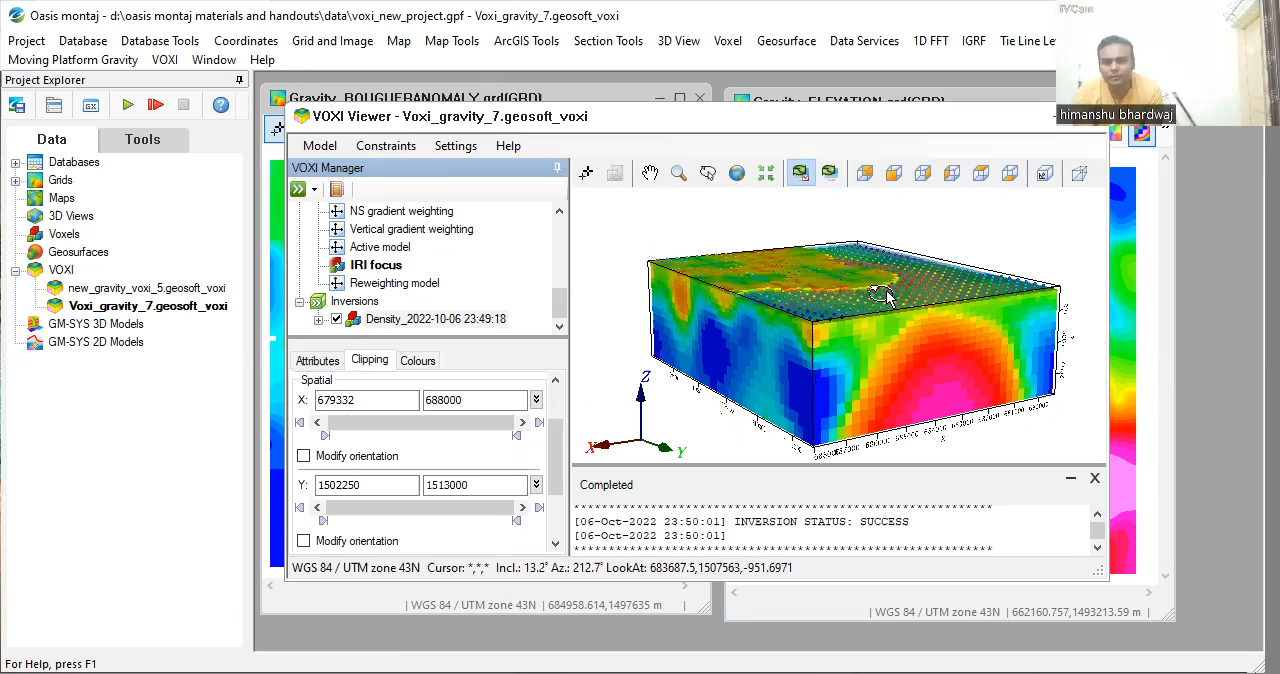 Oasis montaj - d:\oasis montaj materials and handouts\data\voxi\new_project.gpf - Voxi_gravity_7.geosoft_voxi
iVCam
Project Database Database Tools Coordinates Grid and Image Map Map Tools ArcGIS Tools Section Tools 3D View Voxel Geosurface Data Services 1D FFT IGRF Tie Line Le
Moving Platform Gravity VOXI Window Help
himanshu bhardwaj
Project Explorer
GX
Data Tools
Databases
Grids
Maps
3D Views
Voxels
Geosurfaces
VOXI
new_gravity_voxi_5.geosoft_voxi
Voxi_gravity_7.geosoft_voxi
GM-SYS 3D Models
GM-SYS 2D Models
VOXI Viewer - Voxi_gravity_7.geosoft_voxi
Model Constraints Settings Help
VOXI Manager
NS gradient weighting
Vertical gradient weighting
Active model
IRI focus
Reweighting model
Inversions
Density_2022-10-06 23:49:18
Attributes Clipping Colours
Spatial
X: 679332 688000
Modify orientation
Y: 1502250 1513000
Modify orientation
Z
X
Y
X
Completed
************************************************************
[06-Oct-2022 23:50:01] INVERSION STATUS: SUCCESS
[06-Oct-2022 23:50:01]
************************************************************
WGS 84 / UTM zone 43N Cursor: *,*,* Incl.: 13.2˚ Az.: 212.7˚ LookAt: 683687.5,1507563,-951.6971
WGS 84 / UTM zone 43N | 684958.614,1497635 m
WGS 84 / UTM zone 43N | 662160.757,1493213.59 m
For Help, press F1